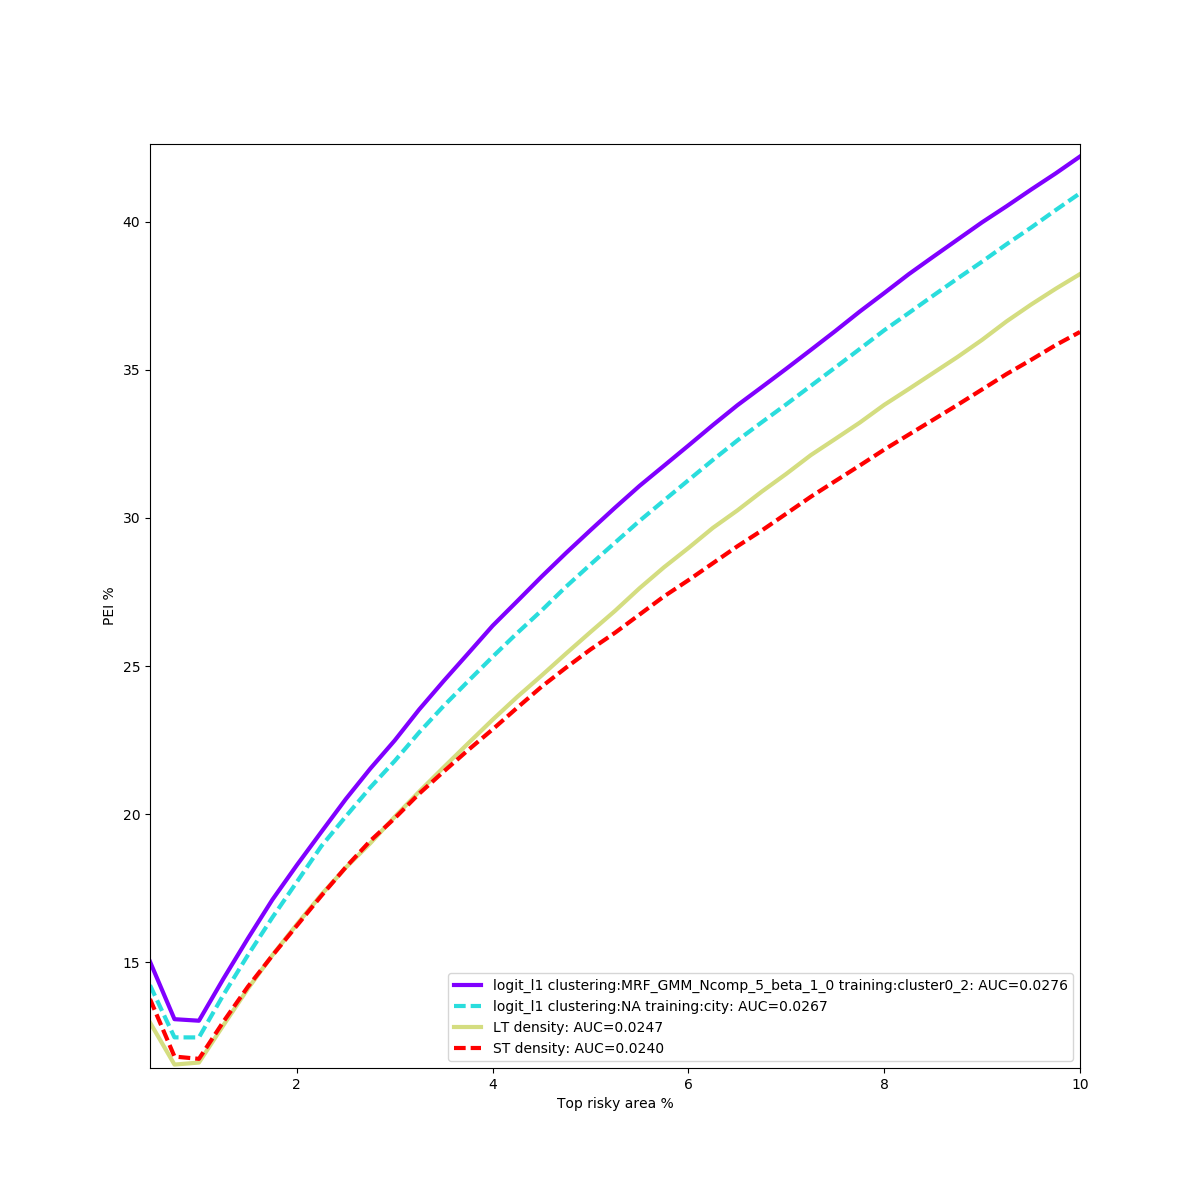 40
35
30
25
20
15
PEI %
2 4 6 8 10
Top risky area %
logit_l1 clustering:MRF_GMM_Ncomp_5_beta_1_0 training:cluster0_2: AUC=0.0276
logit_l1 clustering:NA training:city: AUC=0.0267
LT density: AUC=0.0247
ST density: AUC=0.0240